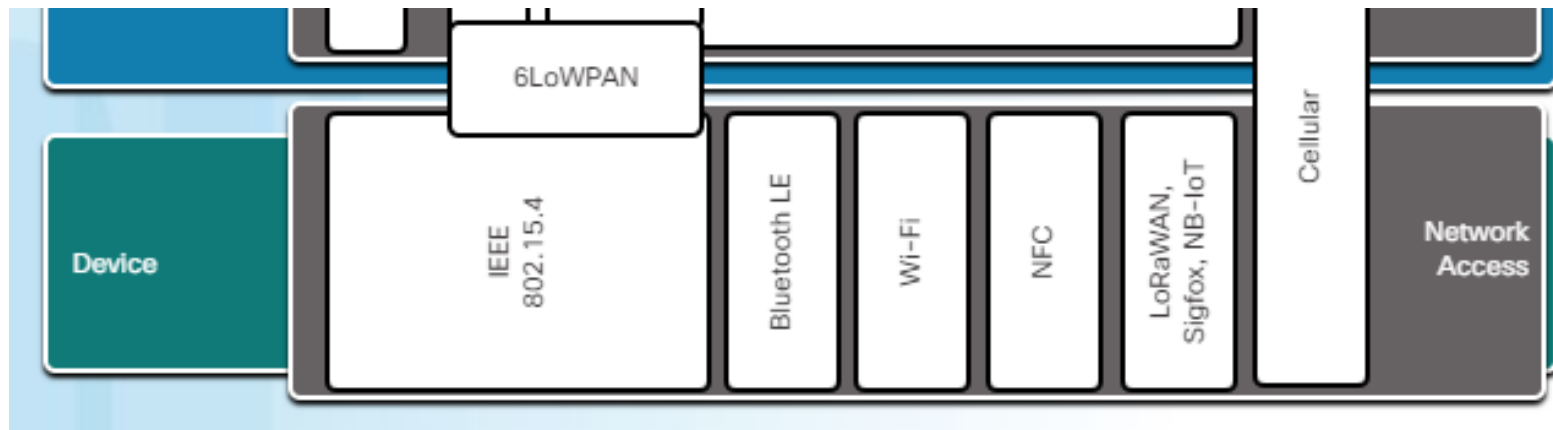 6LoWPAN
Device
IEEE
802.15.4
Bluetooth LE
Wi-Fi
NFC
LoRaWAN,
Sigfox, NB-IoT
Cellular
Network
Access